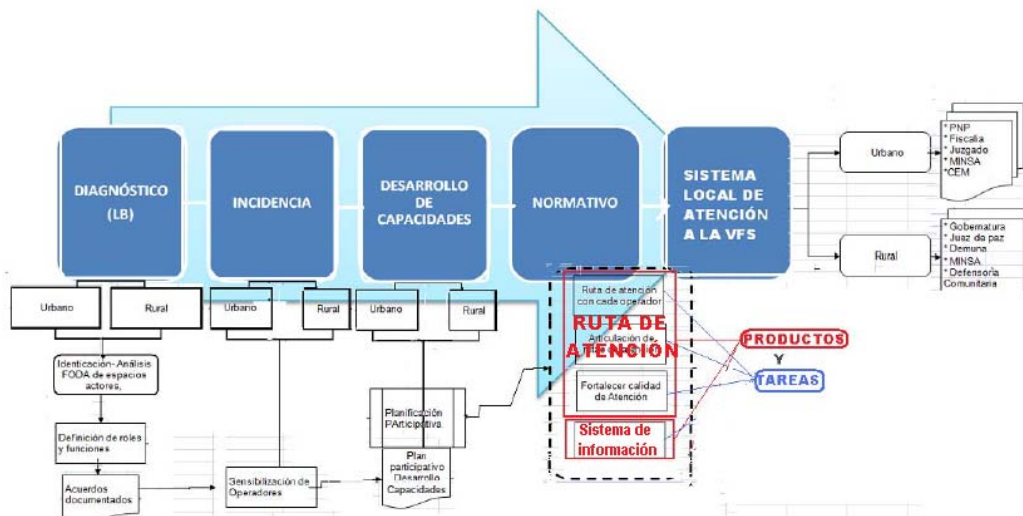 DIAGNÓSTICO
(LB)
INCIDENCIA
DESARROLLO
DE
CAPACIDADES
NORMATIVO
SISTEMA
LOCAL DE
ATENCIÓN
A LA VFS
Urbano
* PNP
* Fiscalia
* Juzgado
* MINSA
*CEM
Rural
* Gobernatura
* Juez da paz
* Demuna
* MINSA
* Defensoría
Comunitaria
Urbano
Rural
Urbano
Rural
Urbano
Rural
Identicación- Análisis
FODA de espacios
actores,
Definición de roles
y funciones
Acuerdos
documentados
Sensibilización de
Operadores
Planificación
PArticipativa.
Plan
participativo
Desarrollo
Capacidades
Ruta de atención
con cada operador
RUTA DE
Articulación de
ATENCIÓN
Fortalecer calidad
de Atención
Sistema de
información
PRODUCTOS
Y
TAREAS